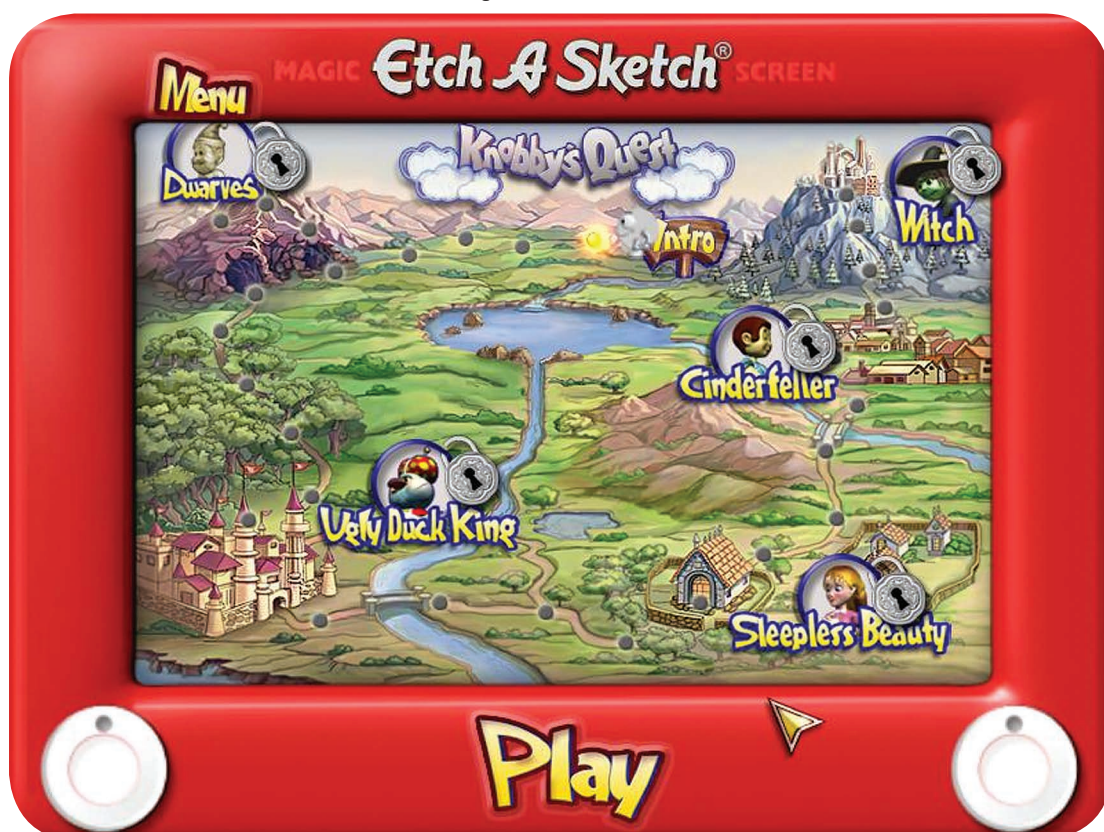 MAGIC Etch A Sketch® SCREEN
Menu
Knobby's Quest
Dwarves
Witch
Intro
Cinderfeller
Ugly Duck King
Sleepless Beauty
Play